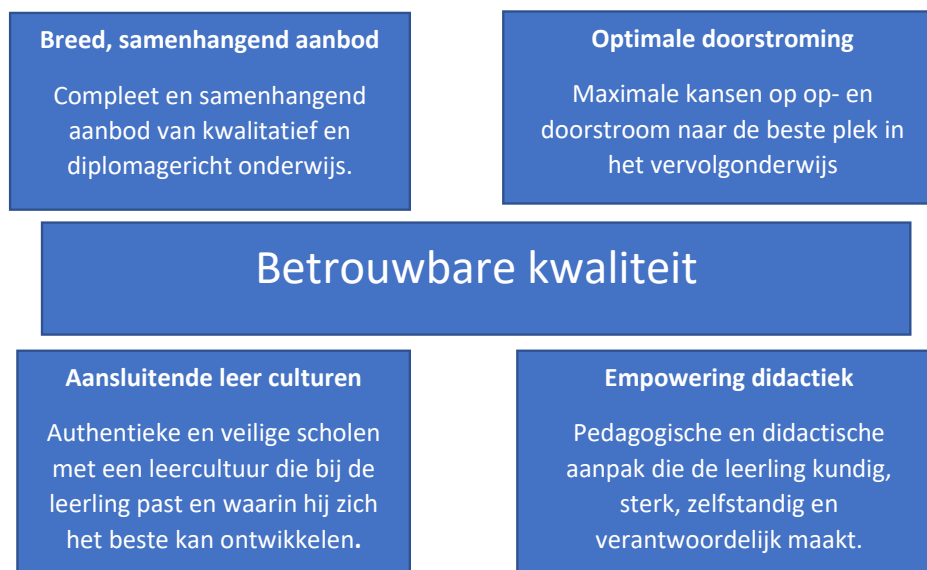 Breed, samenhangend aanbod
Compleet en samenhangend
aanbod van kwalitatief en
diplomagericht onderwijs.
Optimale doorstroming
Maximale kansen op op- en
doorstroom naar de beste plek in
het vervolgonderwijs
Betrouwbare kwaliteit
Aansluitende leer culturen
Authentieke en veilige scholen
met een leercultuur die bij de
leerling past en waarin hij zich
het beste kan ontwikkelen.
Empowering didactiek
Pedagogische en didactische
aanpak die de leerling kundig,
sterk, zelfstandig en
verantwoordelijk maakt.